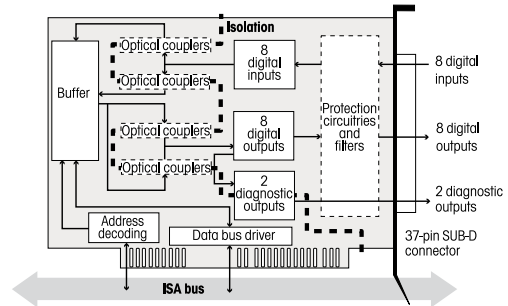 Isolation
Optical couplers
Optical couplers
Buffer
Optical couplers
Optical couplers
8
digital
inputs
8
digital
outputs
2
diagnostic
outputs
Protection
circuitries
and
filters
8 digital
inputs
8 digital
outputs
2 diagnostic
outputs
37-pin SUB-D
connector
Address
decoding
Data bus driver
ISA bus